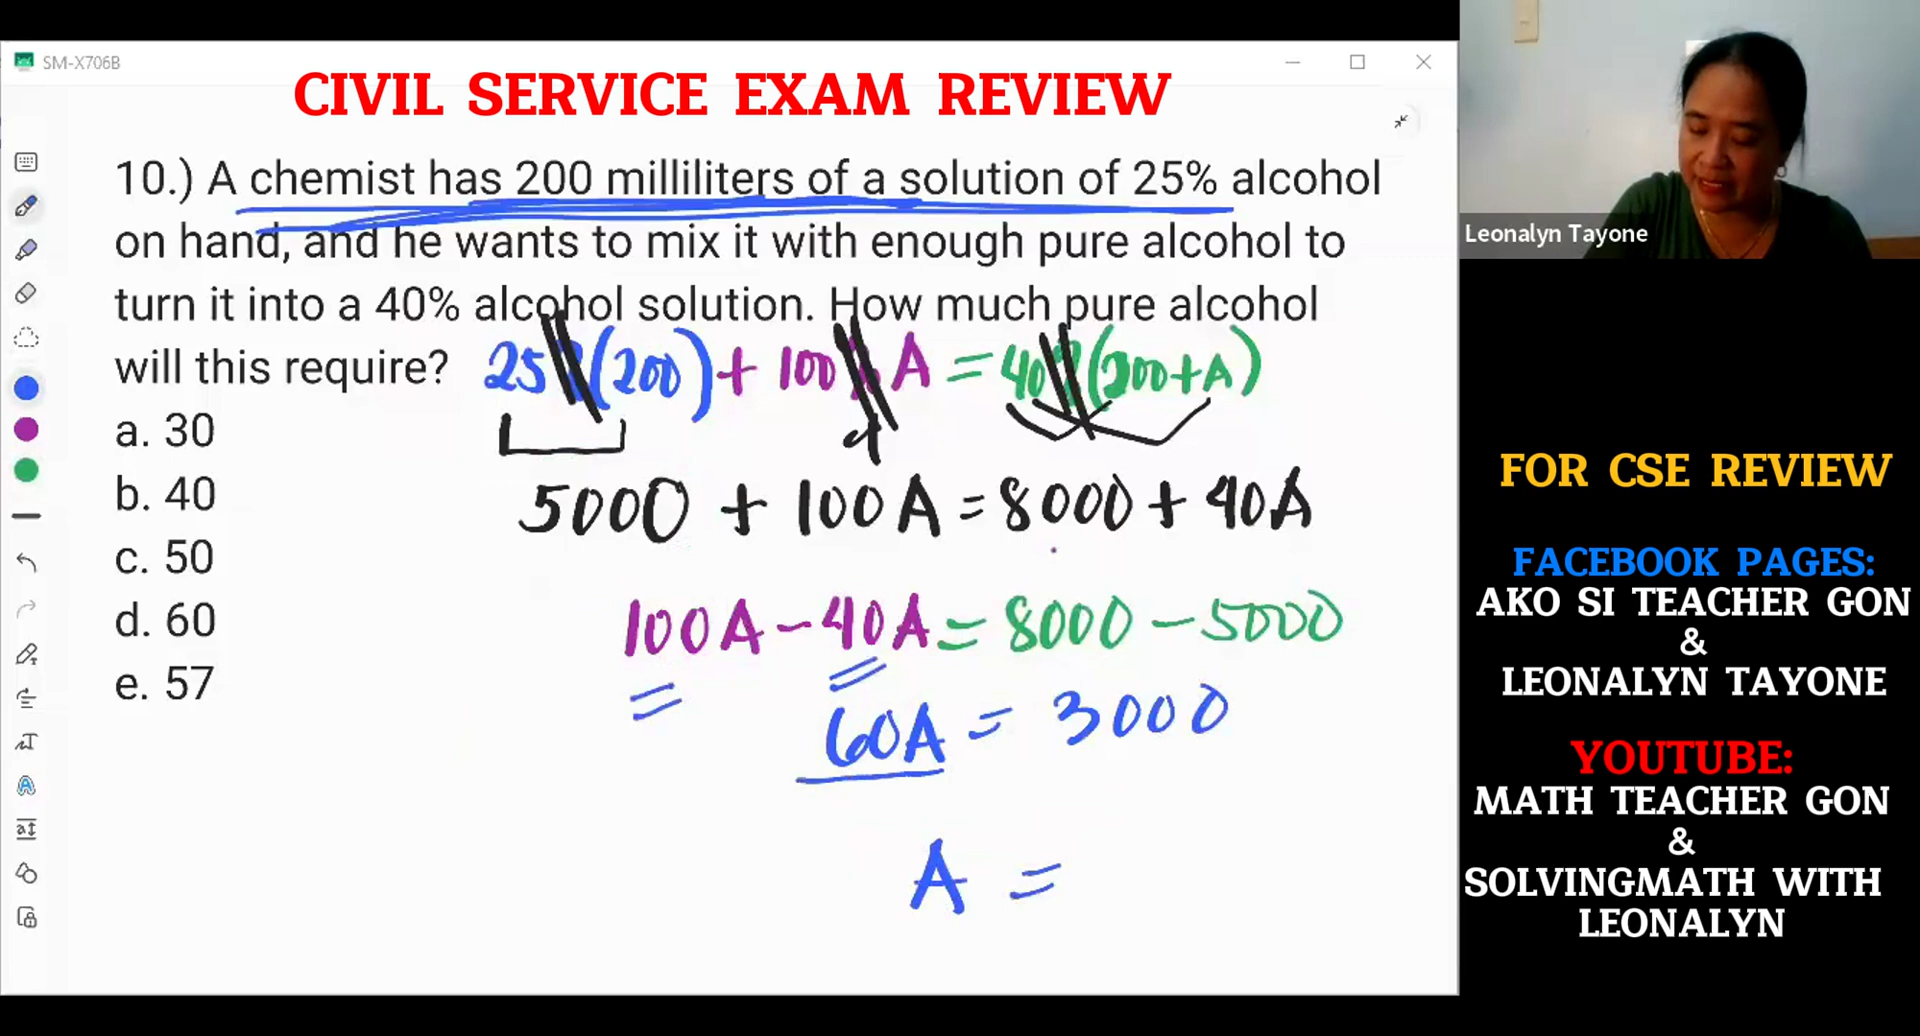 SM-X706B
CIVIL SERVICE EXAM REVIEW
10.) A chemist has 200 milliliters of a solution of 25% alcohol
on hand, and he wants to mix it with enough pure alcohol to
turn it into a 40% alcohol solution. How much pure alcohol
will this require?
25 (200) + 100 A = 40 (200+A)
a. 30
b. 40
c. 50
d. 60
e. 57
5000 + 100A = 8000 + 40A
100A - 40A = 8000 - 5000
60A = 3000
A =
Leonalyn Tayone
FOR CSE REVIEW
FACEBOOK PAGES:
AKO SI TEACHER GON
&
LEONALYN TAYONE
YOUTUBE:
MATH TEACHER GON
&
SOLVINGMATH WITH
LEONALYN